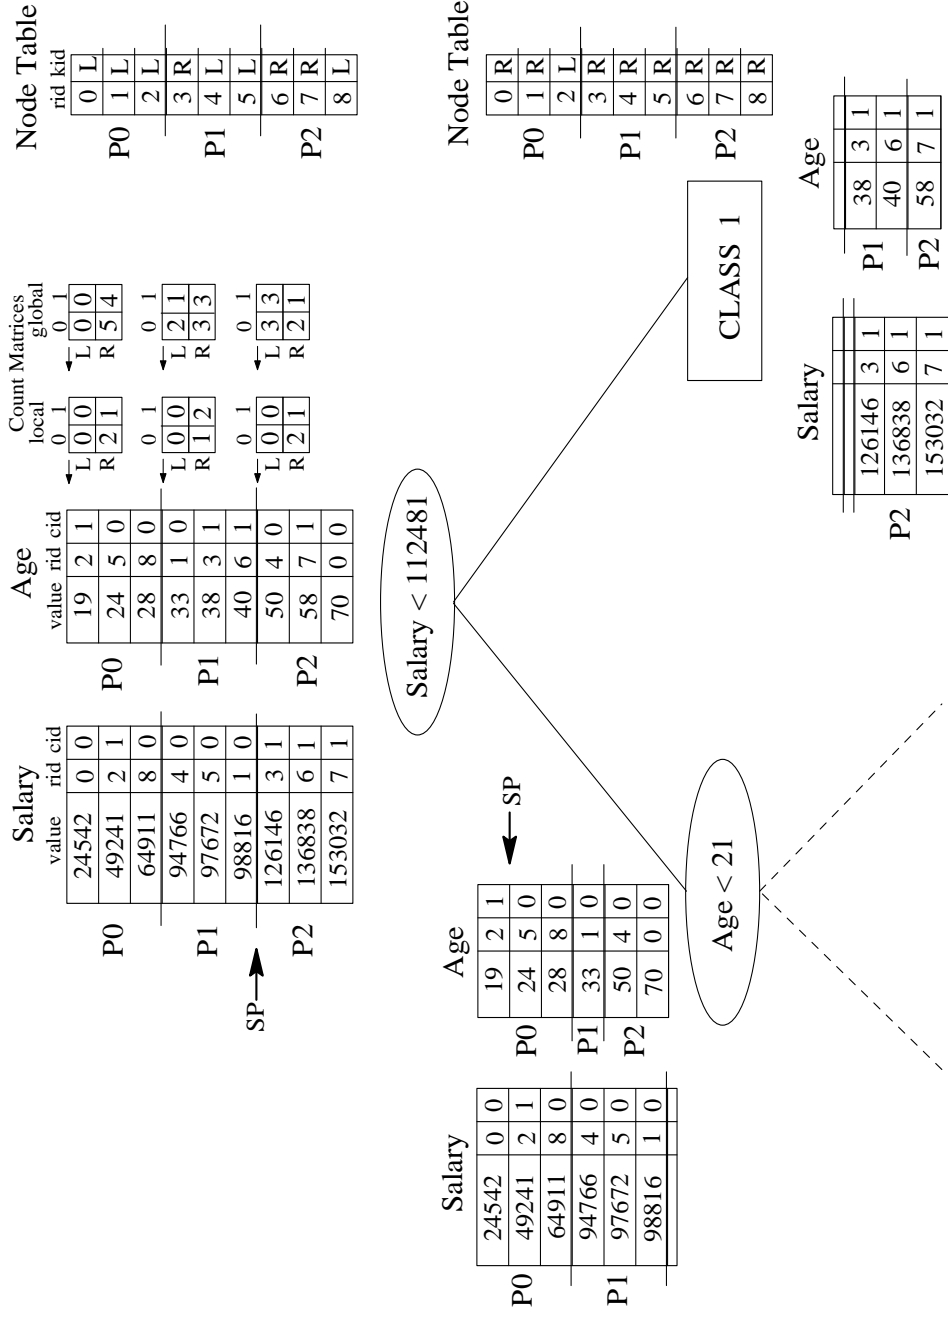 Salary
value rid cid
P0
24542 0 0
49241 2 1
64911 8 0
P1
94766 4 0
97672 5 0
98816 1 0
SP
P2
126146 3 1
136838 6 1
153032 7 1
Age
value rid cid
P0
19 2 1
24 5 0
28 8 0
P1
33 1 0
38 3 1
40 6 1
P2
50 4 0
58 7 1
70 0 0
Count Matrices
local
global
0 1
L 0 0
R 2 1
0 1
L 0 0
R 5 4
0 1
L 0 0
R 1 2
0 1
L 2 1
R 3 3
0 1
L 0 0
R 2 1
0 1
L 3 3
R 2 1
Node Table
rid kid
P0
0 L
1 L
2 L
P1
3 R
4 L
5 L
P2
6 R
7 R
8 L
Salary < 112481
Salary
P0
24542 0 0
49241 2 1
64911 8 0
P1
94766 4 0
97672 5 0
98816 1 0
Age
P0
19 2 1
SP
24 5 0
28 8 0
P1
33 1 0
P2
50 4 0
70 0 0
Node Table
rid kid
P0
0 R
1 R
2 L
P1
3 R
4 R
5 R
P2
6 R
7 R
8 R
Age < 21
CLASS 1
Salary
P2
126146 3 1
136838 6 1
153032 7 1
Age
P1
38 3 1
40 6 1
P2
58 7 1